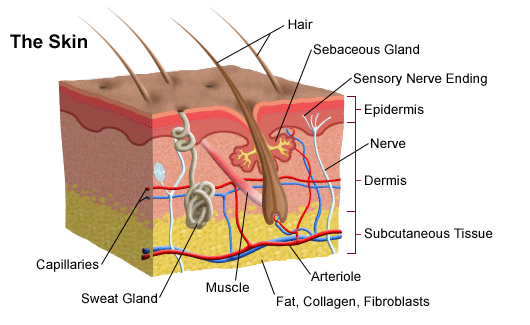 The Skin
Hair
Sebaceous Gland
Sensory Nerve Ending
Epidermis
Nerve
Dermis
Subcutaneous Tissue
Capillaries
Arteriole
Muscle
Sweat Gland
Fat, Collagen, Fibroblasts